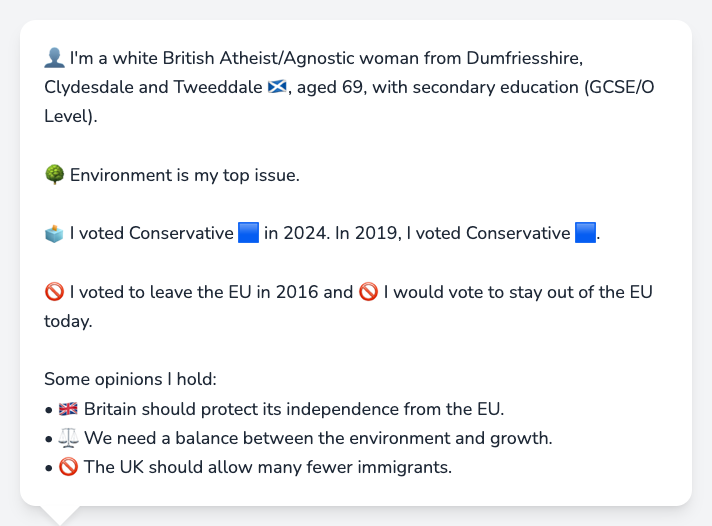 👤 I'm a white British Atheist/Agnostic woman from Dumfriesshire,
Clydesdale and Tweeddale 🏴󠁧󠁢󠁳󠁣󠁴󠁿, aged 69, with secondary education (GCSE/O
Level).
🌳 Environment is my top issue.
🗳️ I voted Conservative 🟦 in 2024. In 2019, I voted Conservative 🟦.
🚫 I voted to leave the EU in 2016 and 🚫 I would vote to stay out of the EU
today.
Some opinions I hold:
• 🇬🇧 Britain should protect its independence from the EU.
• ⚖️ We need a balance between the environment and growth.
• 🚫 The UK should allow many fewer immigrants.